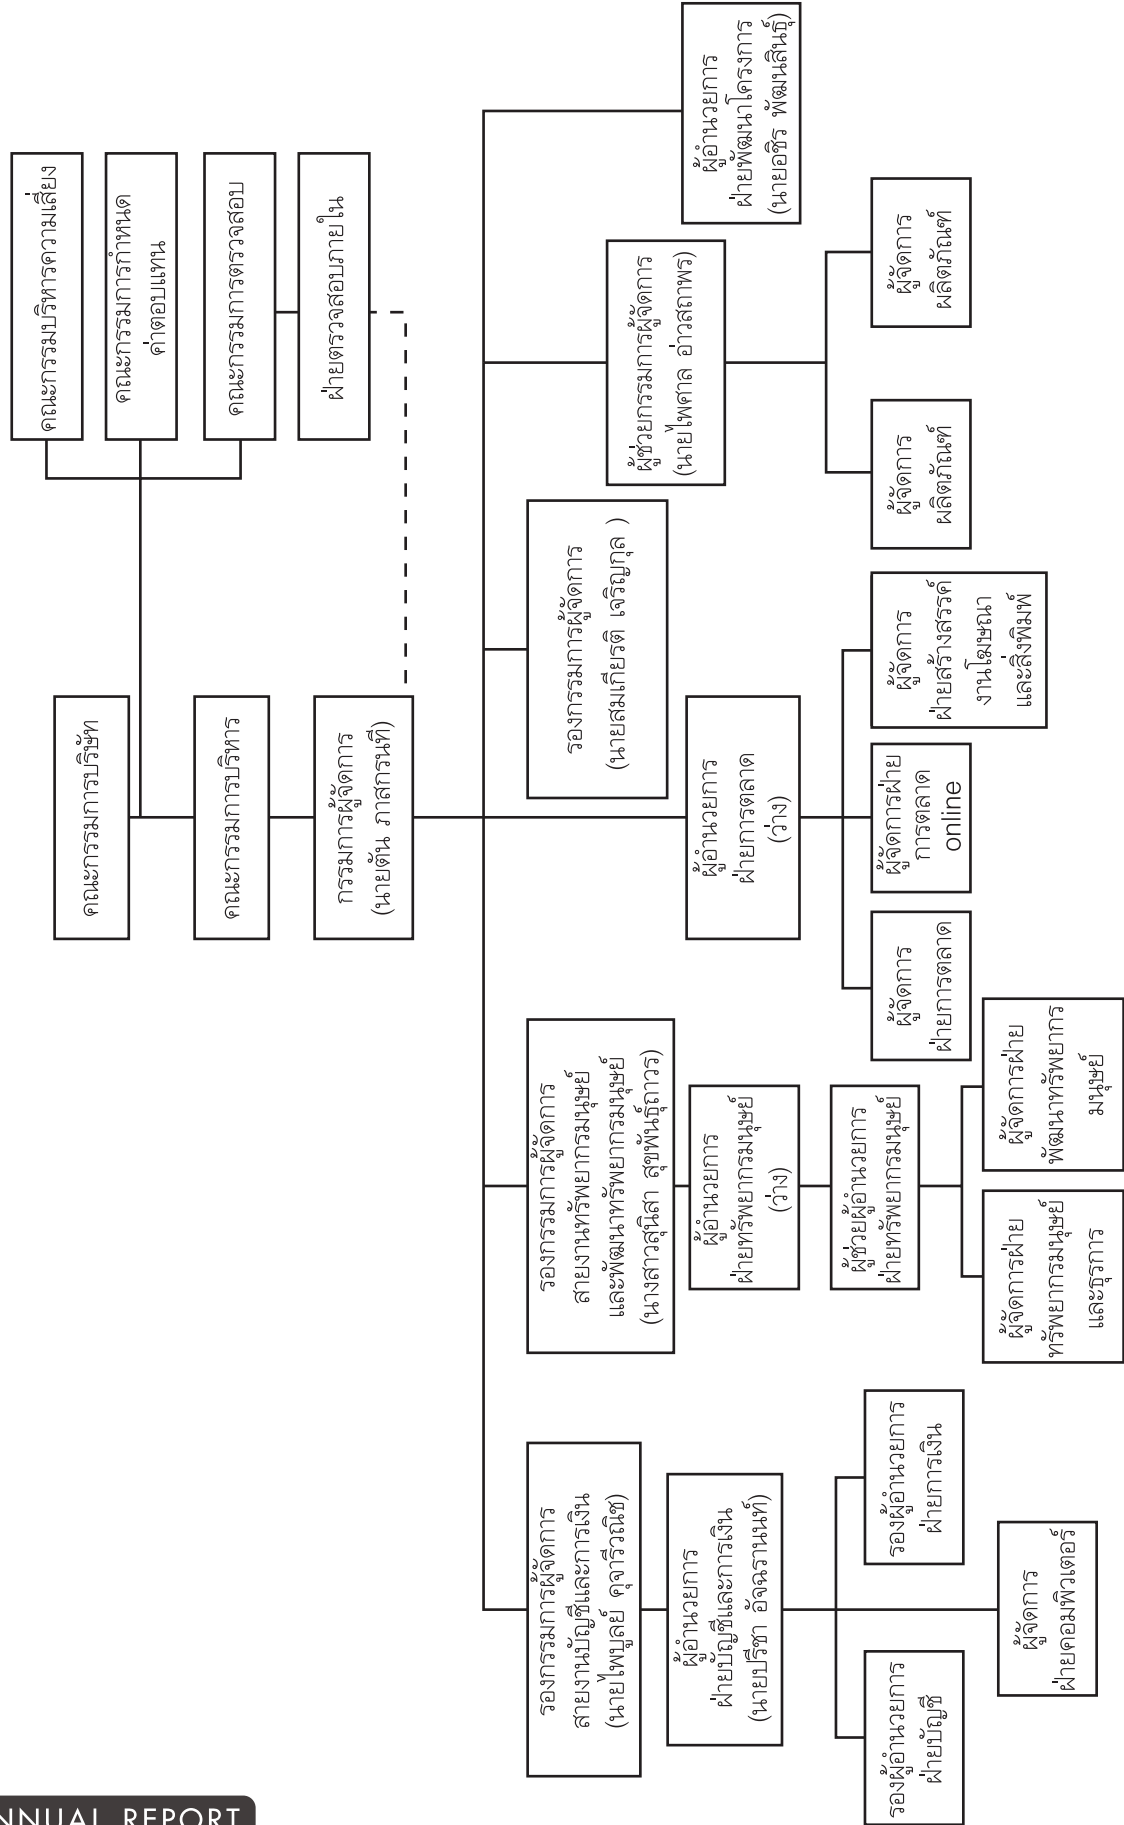 คณะกรรมการบริษัท
คณะกรรมบริหารความเสี่ยง
คณะกรรมการกำหนด
ค่าตอบแทน
คณะกรรมการตรวจสอบ
ฝ่ายตรวจสอบภายใน
คณะกรรมการบริหาร
กรรมการผู้จัดการ
(นายตัน ภาสกรนที)
รองกรรมการผู้จัดการ
สายงานบัญชีและการเงิน
(นายไพบูลย์ คุจารีวณิช)
ผู้อำนวยการ
ฝ่ายบัญชีและการเงิน
(นายปรีชา อัจฉรานนท์)
รองผู้อำนวยการ
ฝ่ายบัญชี
รองผู้อำนวยการ
ฝ่ายการเงิน
ผู้จัดการ
ฝ่ายคอมพิวเตอร์
รองกรรมการผู้จัดการ
สายงานทรัพยากรมนุษย์
และพัฒนาทรัพยากรมนุษย์
(นางสาวสุนิสา สุขพันธุ์ถาวร)
ผู้อำนวยการ
ฝ่ายทรัพยากรมนุษย์
(ว่าง)
ผู้ช่วยผู้อำนวยการ
ฝ่ายทรัพยากรมนุษย์
ผู้จัดการฝ่าย
ทรัพยากรมนุษย์
และธุรการ
ผู้จัดการฝ่าย
พัฒนาทรัพยากร
มนุษย์
ผู้อำนวยการ
ฝ่ายการตลาด
(ว่าง)
ผู้จัดการ
ฝ่ายการตลาด
ผู้จัดการฝ่าย
การตลาด
online
ผู้จัดการ
ฝ่ายสร้างสรรค์
งานโฆษณา
และสิ่งพิมพ์
รองกรรมการผู้จัดการ
(นายสมเกียรติ เจริญกุล )
ผู้ช่วยกรรมการผู้จัดการ
(นายไพศาล อ่าวสถาพร)
ผู้จัดการ
ผลิตภัณฑ์
ผู้จัดการ
ผลิตภัณฑ์
ผู้อำนวยการ
ฝ่ายพัฒนาโครงการ
(นายอชิร พัฒนสินธุ์)
ANNUAL REPORT